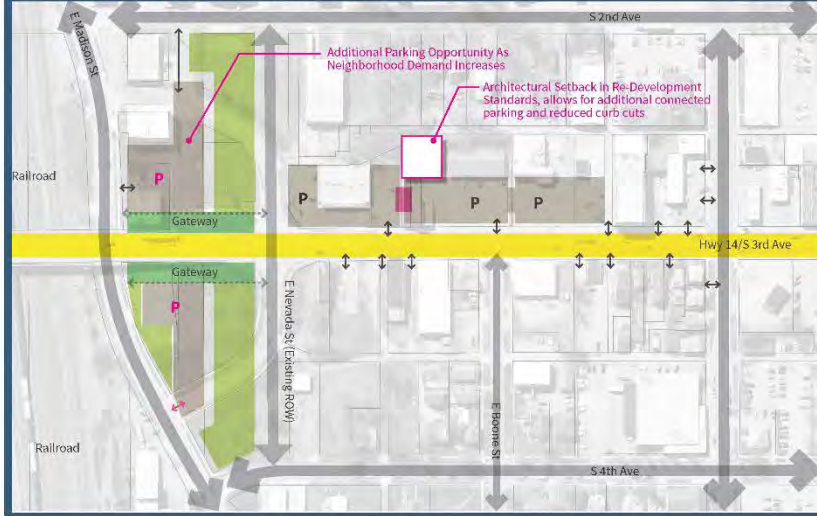 S 2nd Ave
E Madison St
Additional Parking Opportunity As
Neighborhood Demand Increases
Architectural Setback in Re-Development
Standards, allows for additional connected
parking and reduced curb cuts
Railroad
P
P
P
P
Gateway
Hwy 14/S 3rd Ave
Gateway
P
E Nevada St (Existing ROW)
E Boone St
Railroad
S 4th Ave